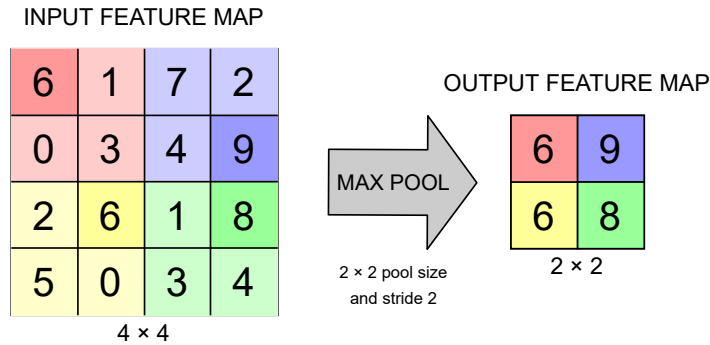 INPUT FEATURE MAP
6 1 7 2
0 3 4 9
2 6 1 8
5 0 3 4
4 × 4
MAX POOL
2 × 2 pool size
and stride 2
OUTPUT FEATURE MAP
6 9
6 8
2 × 2